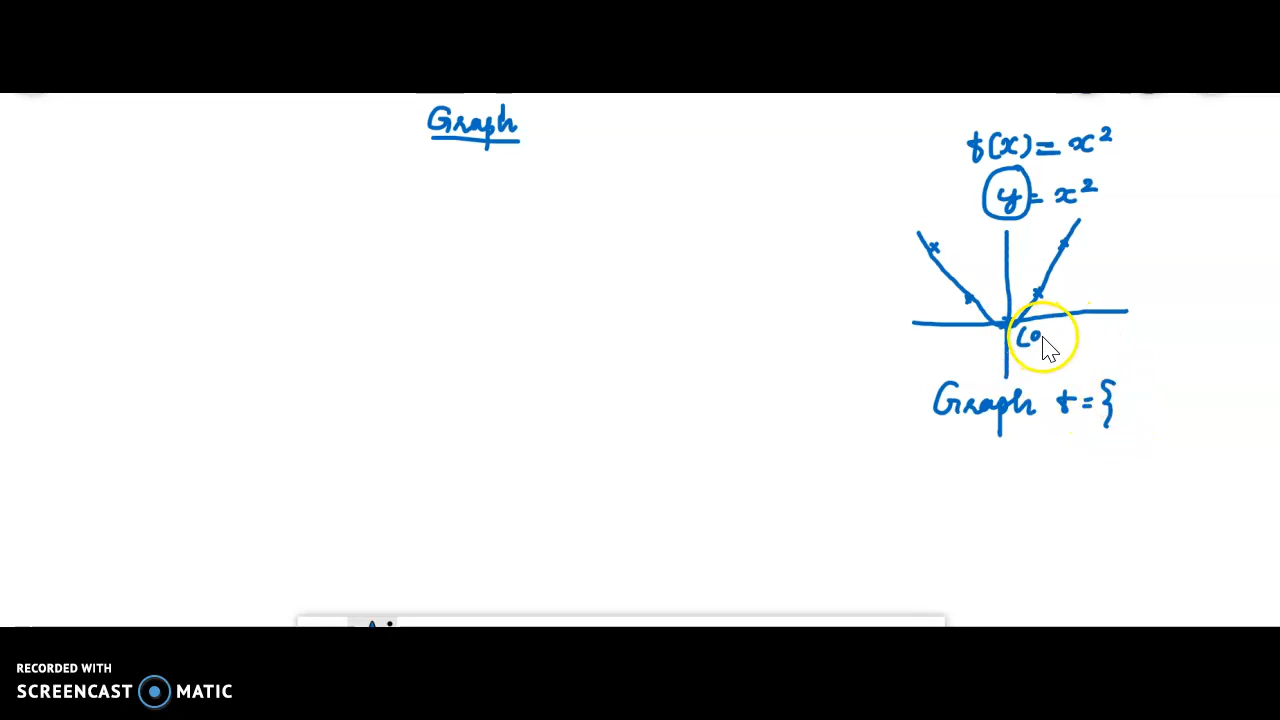 Graph
f(x) = x²
y = x²
(0
Graph f = {
RECORDED WITH
SCREENCAST MATIC